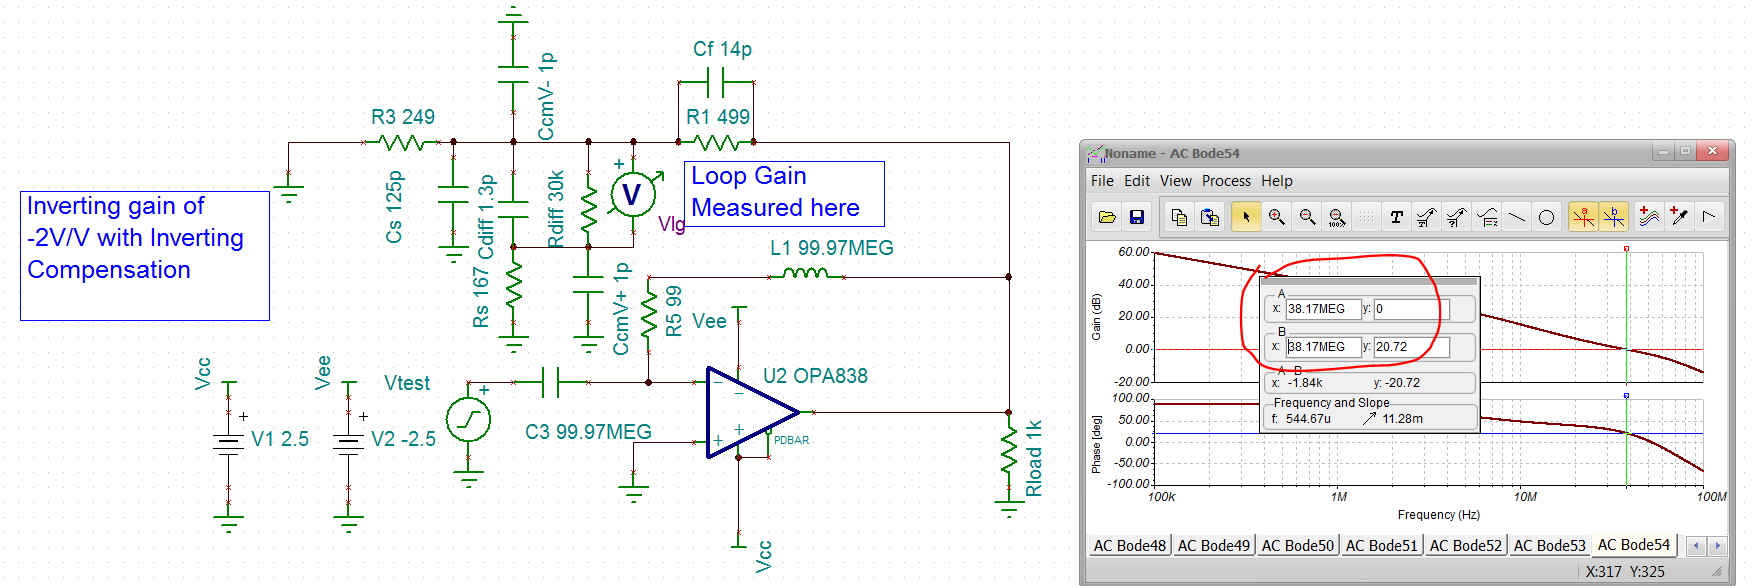 Cf 14p
R3 249
CcmV- 1p
R1 499
Inverting gain of
-2V/V with Inverting
Compensation
Cs 125p
Cdiff 1.3p
Rdiff 30k
+
V
Vlg
Loop Gain
Measured here
L1 99.97MEG
Rs 167
CcmV+ 1p
R5 99
Vee
Vcc
Vee
Vtest
+
U2 OPA838
+
V1 2.5
+
V2 -2.5
C3 99.97MEG
PDBAR
Rload 1k
Vcc
Noname - AC Bode54
File Edit View Process Help
60.00
40.00
20.00
0.00
-20.00
Gain (dB)
A
x: 38.17MEG y: 0
B
x: 38.17MEG y: 20.72
A - B
x: -1.84k y: -20.72
Frequency and Slope
f: 544.67u 11.28m
100.00
50.00
0.00
-50.00
-100.00
Phase [deg]
100k 1M 10M 100M
Frequency (Hz)
AC Bode48 AC Bode49 AC Bode50 AC Bode51 AC Bode52 AC Bode53 AC Bode54
X:317 Y:325